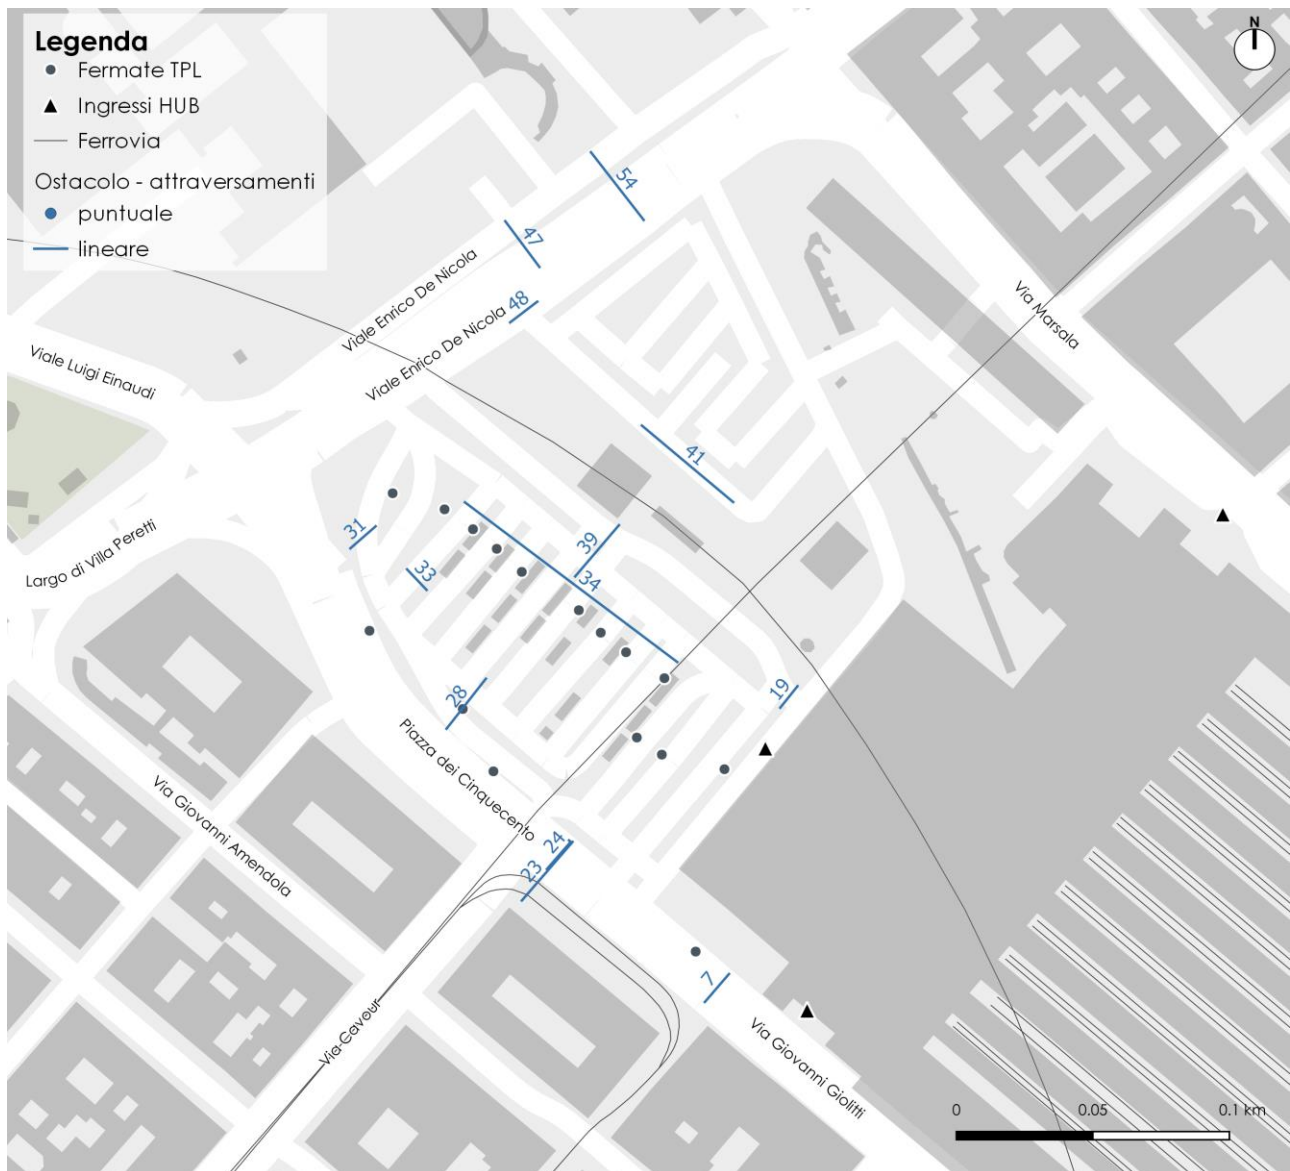 Legenda
Fermate TPL
Ingressi HUB
Ferrovia
Ostacolo - attraversamenti
puntuale
lineare
N
54
47
Viale Enrico De Nicola
48
Viale Enrico De Nicola
Via Marsala
Viale Luigi Einaudi
41
31
39
Largo di Villa Peretti
33
34
28
19
Piazza dei Cinquecento
Via Giovanni Amendola
24
23
7
Via Cavour
Via Giovanni Giolitti
0 0.05 0.1 km